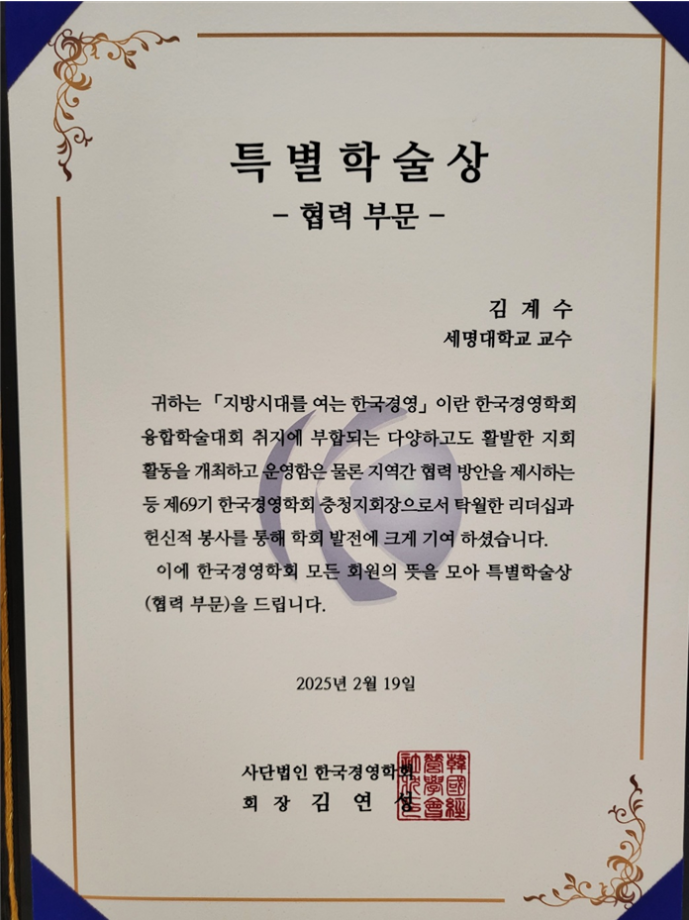 특별학술상
- 협력 부문 -
김 계 수
세명대학교 교수
귀하는 「지방시대를 여는 한국경영」이란 한국경영학회
융합학술대회 취지에 부합되는 다양하고도 활발한 지회
활동을 개최하고 운영함은 물론 지역간 협력 방안을 제시하는
등 제69기 한국경영학회 충청지회장으로서 탁월한 리더십과
헌신적 봉사를 통해 학회 발전에 크게 기여 하셨습니다.
이에 한국경영학회 모든 회원의 뜻을 모아 특별학술상
(협력 부문)을 드립니다.
2025년 2월 19일
사단법인 한국경영학회
회 장 김 연 성
韓國經
營學會